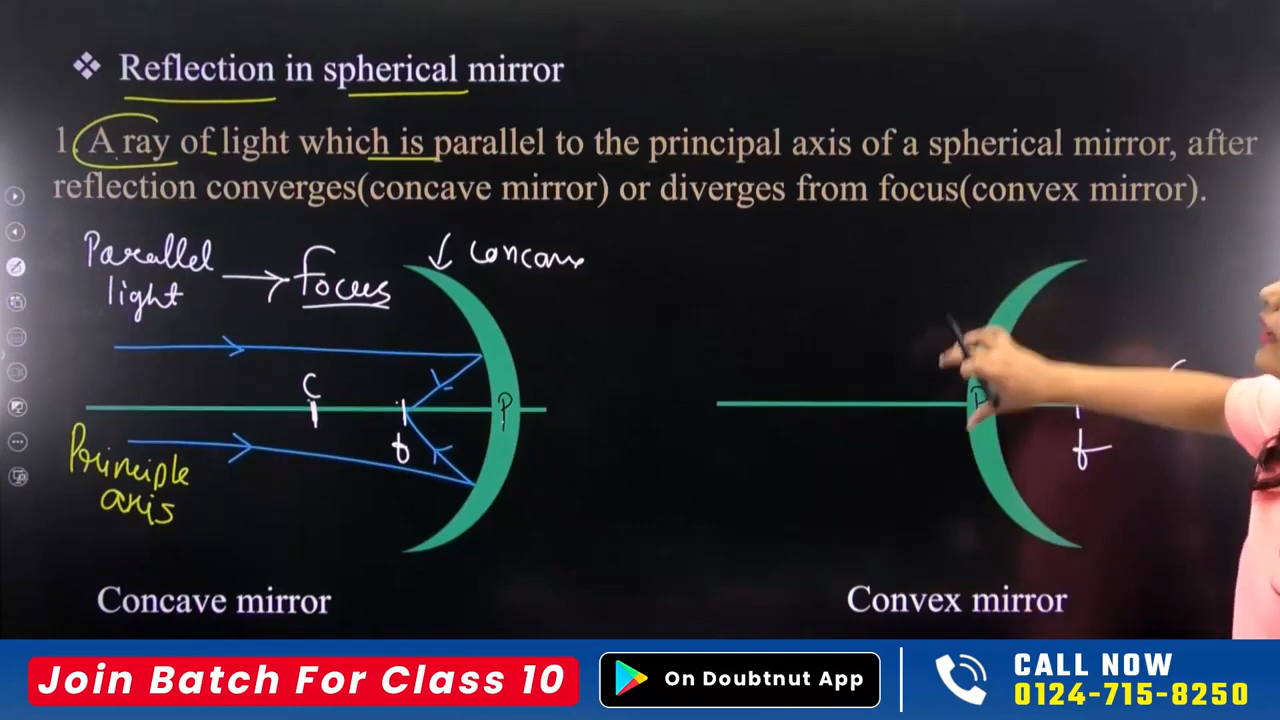 ❖ Reflection in spherical mirror
1. A ray of light which is parallel to the principal axis of a spherical mirror, after
reflection converges(concave mirror) or diverges from focus(convex mirror).
Parallel
light → focus
↓ concave
C
f
P
Principle
axis
P
C
f
Concave mirror
Convex mirror
Join Batch For Class 10
On Doubtnut App
CALL NOW
0124-715-8250